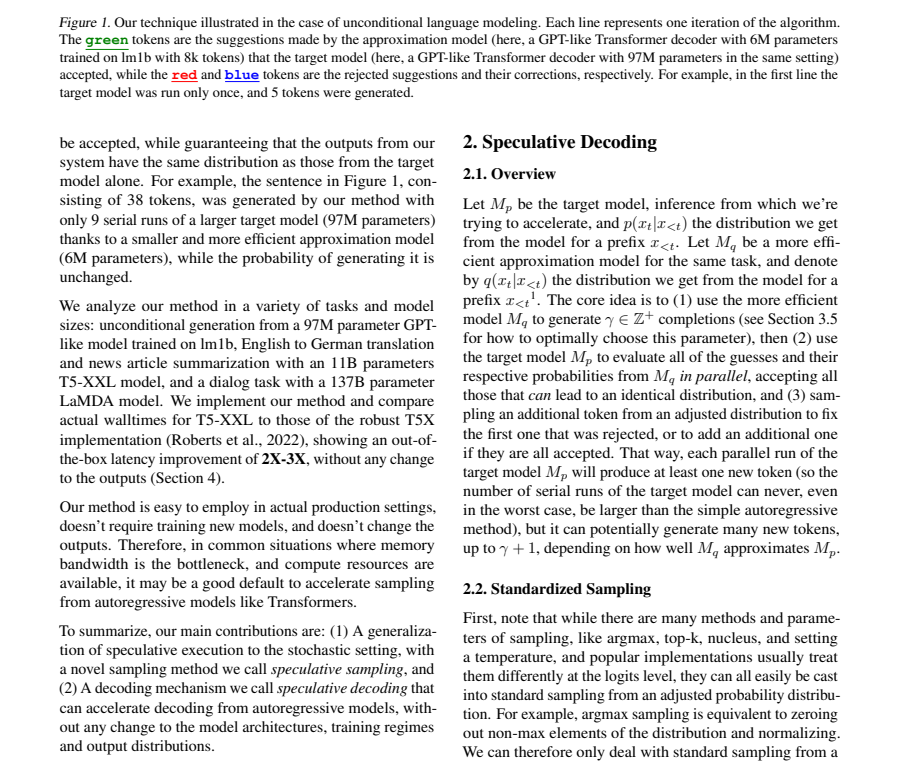 Figure 1. Our technique illustrated in the case of unconditional language modeling. Each line represents one iteration of the algorithm.
The green tokens are the suggestions made by the approximation model (here, a GPT-like Transformer decoder with 6M parameters
trained on lm1b with 8k tokens) that the target model (here, a GPT-like Transformer decoder with 97M parameters in the same setting)
accepted, while the red and blue tokens are the rejected suggestions and their corrections, respectively. For example, in the first line the
target model was run only once, and 5 tokens were generated.
be accepted, while guaranteeing that the outputs from our
system have the same distribution as those from the target
model alone. For example, the sentence in Figure 1, con-
sisting of 38 tokens, was generated by our method with
only 9 serial runs of a larger target model (97M parameters)
thanks to a smaller and more efficient approximation model
(6M parameters), while the probability of generating it is
unchanged.
We analyze our method in a variety of tasks and model
sizes: unconditional generation from a 97M parameter GPT-
like model trained on lm1b, English to German translation
and news article summarization with an 11B parameters
T5-XXL model, and a dialog task with a 137B parameter
LaMDA model. We implement our method and compare
actual walltimes for T5-XXL to those of the robust T5X
implementation (Roberts et al., 2022), showing an out-of-
the-box latency improvement of 2X-3X, without any change
to the outputs (Section 4).
Our method is easy to employ in actual production settings,
doesn't require training new models, and doesn't change the
outputs. Therefore, in common situations where memory
bandwidth is the bottleneck, and compute resources are
available, it may be a good default to accelerate sampling
from autoregressive models like Transformers.
To summarize, our main contributions are: (1) A generaliza-
tion of speculative execution to the stochastic setting, with
a novel sampling method we call speculative sampling, and
(2) A decoding mechanism we call speculative decoding that
can accelerate decoding from autoregressive models, with-
out any change to the model architectures, training regimes
and output distributions.
2. Speculative Decoding
2.1. Overview
Let Mₚ be the target model, inference from which we're
trying to accelerate, and p(xₜ|x<ₜ) the distribution we get
from the model for a prefix x<ₜ. Let M_q be a more effi-
cient approximation model for the same task, and denote
by q(xₜ|x<ₜ) the distribution we get from the model for a
prefix x<ₜ¹. The core idea is to (1) use the more efficient
model M_q to generate γ ∈ ℤ⁺ completions (see Section 3.5
for how to optimally choose this parameter), then (2) use
the target model Mₚ to evaluate all of the guesses and their
respective probabilities from M_q in parallel, accepting all
those that can lead to an identical distribution, and (3) sam-
pling an additional token from an adjusted distribution to fix
the first one that was rejected, or to add an additional one
if they are all accepted. That way, each parallel run of the
target model Mₚ will produce at least one new token (so the
number of serial runs of the target model can never, even
in the worst case, be larger than the simple autoregressive
method), but it can potentially generate many new tokens,
up to γ + 1, depending on how well M_q approximates Mₚ.
2.2. Standardized Sampling
First, note that while there are many methods and parame-
ters of sampling, like argmax, top-k, nucleus, and setting
a temperature, and popular implementations usually treat
them differently at the logits level, they can all easily be cast
into standard sampling from an adjusted probability distribu-
tion. For example, argmax sampling is equivalent to zeroing
out non-max elements of the distribution and normalizing.
We can therefore only deal with standard sampling from a